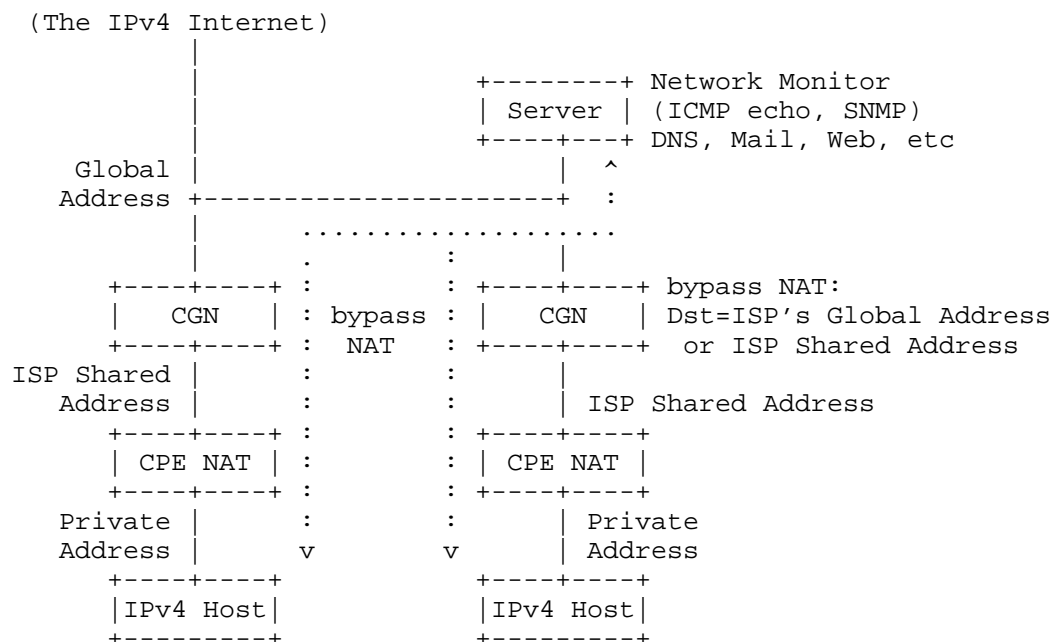 (The IPv4 Internet)
Network Monitor
Server (ICMP echo, SNMP)
DNS, Mail, Web, etc
Global
Address
bypass NAT:
CGN bypass CGN Dst=ISP's Global Address
NAT or ISP Shared Address
ISP Shared
Address ISP Shared Address
CPE NAT CPE NAT
Private Private
Address Address
IPv4 Host IPv4 Host